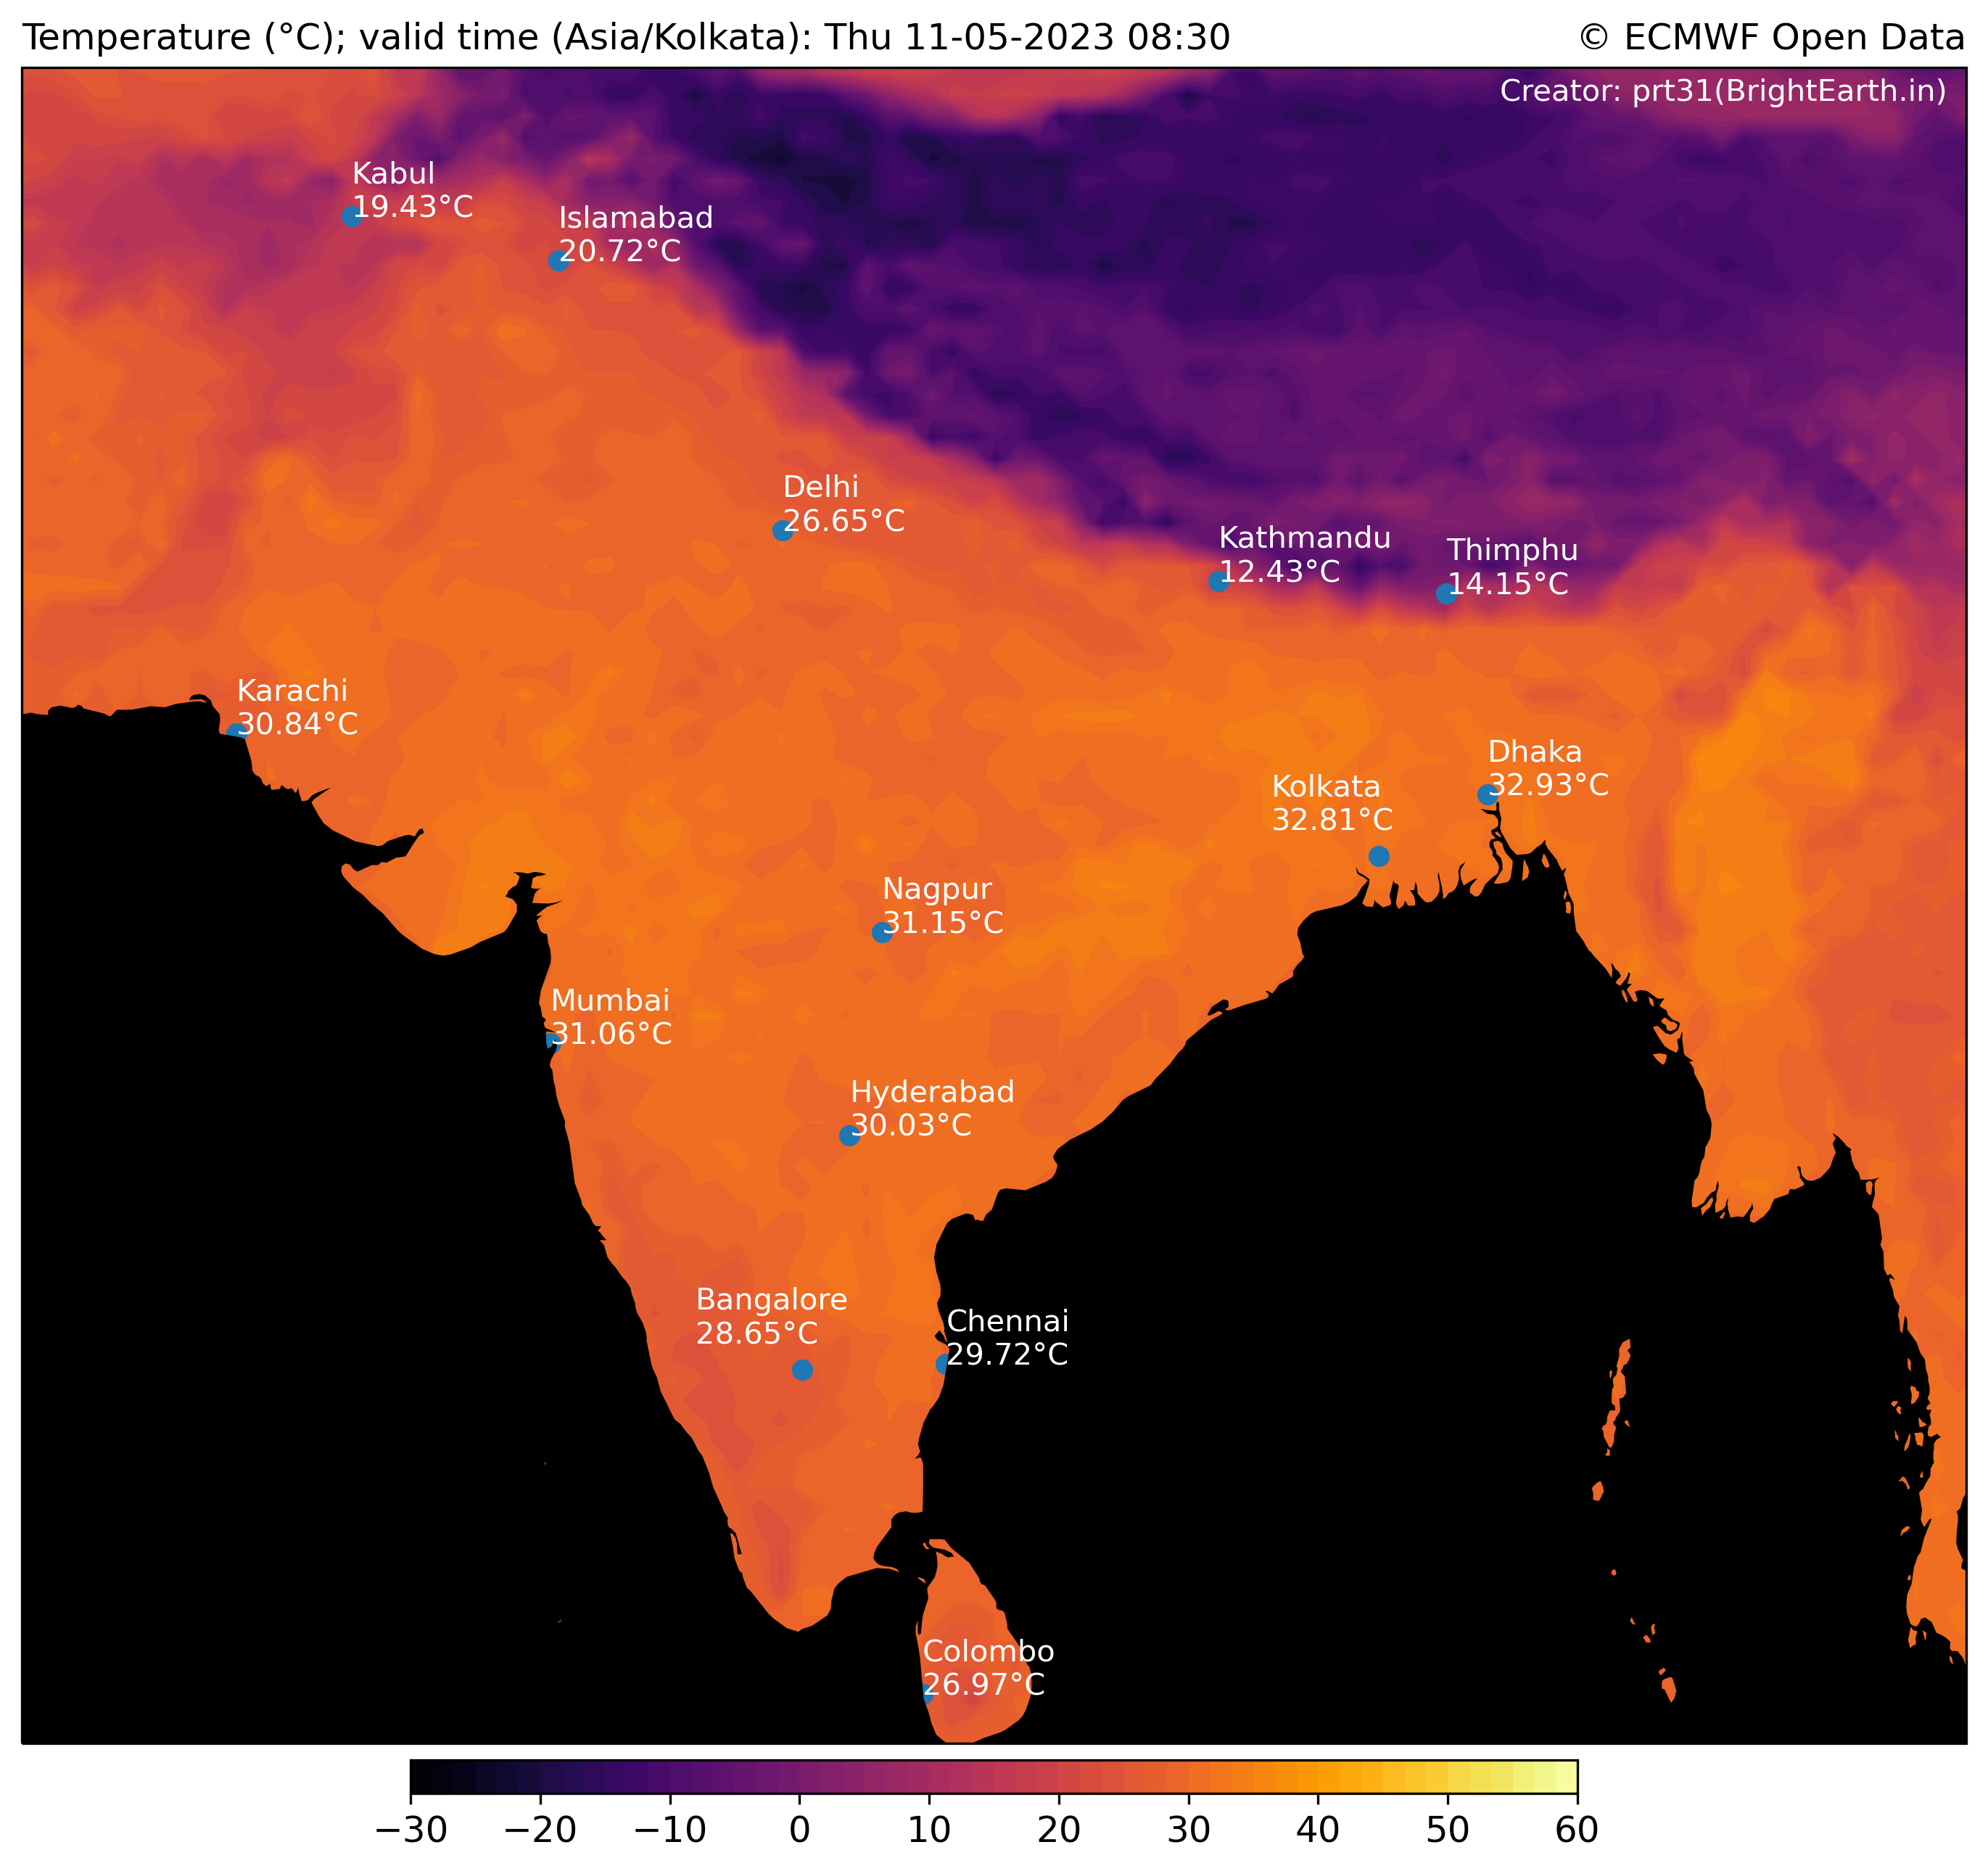 Temperature (°C); valid time (Asia/Kolkata): Thu 11-05-2023 08:30
© ECMWF Open Data
Creator: prt31(BrightEarth.in)
Kabul
19.43°C
Islamabad
20.72°C
Delhi
26.65°C
Kathmandu
12.43°C
Thimphu
14.15°C
Karachi
30.84°C
Dhaka
32.93°C
Kolkata
32.81°C
Nagpur
31.15°C
Mumbai
31.06°C
Hyderabad
30.03°C
Bangalore
28.65°C
Chennai
29.72°C
Colombo
26.97°C
−30 −20 −10 0 10 20 30 40 50 60